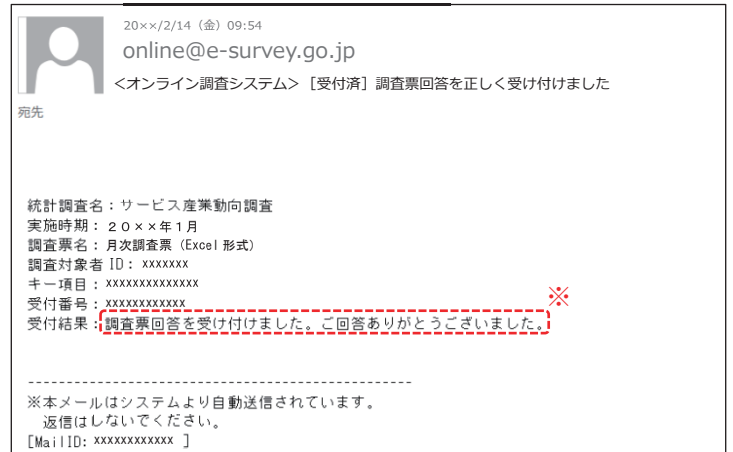 20××/2/14（金）09:54
online@e-survey.go.jp
＜オンライン調査システム＞［受付済］調査票回答を正しく受け付けました
宛先
統計調査名：サービス産業動向調査
実施時期：２０××年１月
調査票名：月次調査票（Excel 形式）
調査対象者 ID：xxxxxxx
キー項目：xxxxxxxxxxxxxx
受付番号：xxxxxxxxxxxx
※
受付結果：調査票回答を受け付けました。ご回答ありがとうございました。
--------------------------------------------------
※本メールはシステムより自動送信されています。
返信はしないでください。
[MailID: xxxxxxxxxxxx ]